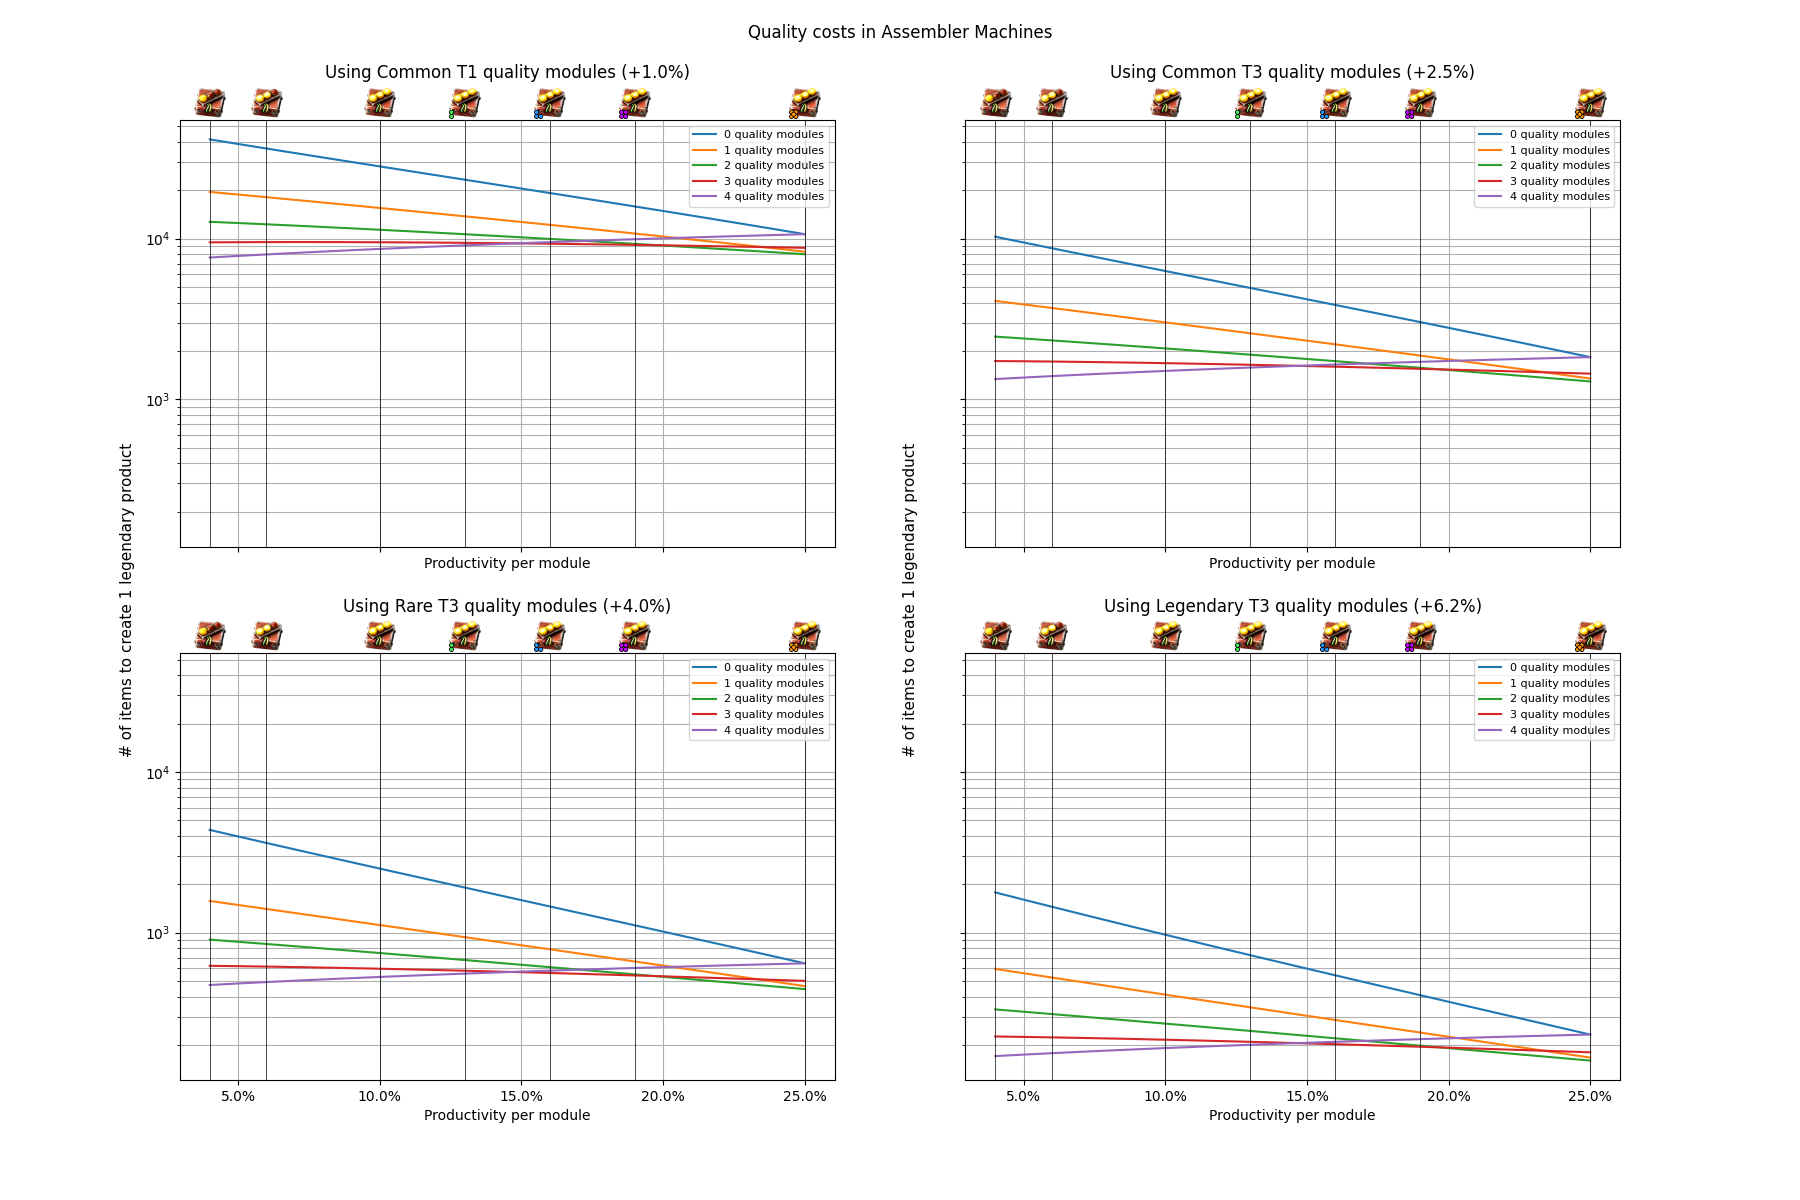 Quality costs in Assembler Machines
Using Common T1 quality modules (+1.0%)
0 quality modules
1 quality modules
2 quality modules
3 quality modules
4 quality modules
10^4
10^3
Productivity per module
Using Common T3 quality modules (+2.5%)
0 quality modules
1 quality modules
2 quality modules
3 quality modules
4 quality modules
Productivity per module
# of items to create 1 legendary product
# of items to create 1 legendary product
Using Rare T3 quality modules (+4.0%)
0 quality modules
1 quality modules
2 quality modules
3 quality modules
4 quality modules
10^4
10^3
5.0% 10.0% 15.0% 20.0% 25.0%
Productivity per module
Using Legendary T3 quality modules (+6.2%)
0 quality modules
1 quality modules
2 quality modules
3 quality modules
4 quality modules
5.0% 10.0% 15.0% 20.0% 25.0%
Productivity per module